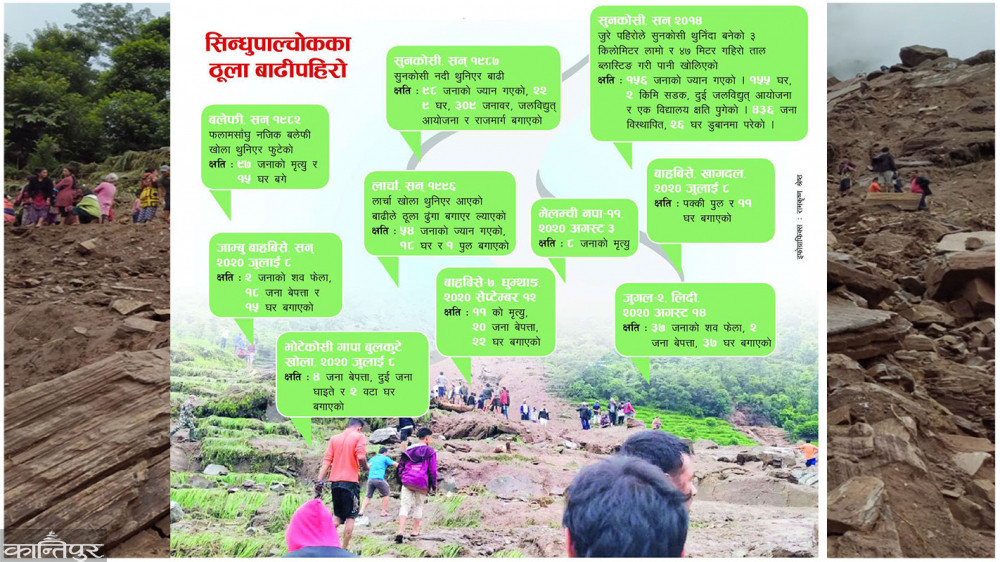 सिन्धुपाल्चोकका
ठूला बाढीपहिरो
बलेफी, सन् १९८२
फलामसांघु नजिक बलेफी
खोला थुनिएर फुटेको
क्षति : ९७ जनाको मृत्यु र
१५ घर बगे
सुनकोसी, सन् १९८७
सुनकोसी नदी थुनिएर बाढी
क्षति : ९८ जनाको ज्यान गएको, २२
९ घर, ३०९ जनावर, जलविद्युत्
आयोजना र राजमार्ग बगाएको
सुनकोसी, सन् २०१४
जुरे पहिरोले सुनकोसी थुनिंदा बनेको ३
किलोमिटर लामो र ४७ मिटर गहिरो ताल
ब्लास्टिङ गरी पानी खोलिएको
क्षति : १५६ जनाको ज्यान गएको । १५५ घर,
२ किमि सडक, दुई जलविद्युत् आयोजना
र एक विद्यालय क्षति पुगेको । ४३६ जना
विस्थापित, २६ घर डुबानमा परेको ।
लार्चा, सन् १९९६
लार्चा खोला थुनिएर आएको
बाढीले ठूला ढुंगा बगाएर ल्याएको
क्षति : ५४ जनाको ज्यान गएको,
१८ घर र १ पुल बगाएको
मेलम्ची नपा-११,
२०२० अगस्ट ३
क्षति : ८ जनाको मृत्यु
बाह्रबिसे, खागदल,
२०२० जुलाई ८
क्षति : पक्की पुल र ११
घर बगाएको
जाम्बु बाह्रबिसे, सन्
२०२० जुलाई ८
क्षति : २ जनाको शव फेला,
१८ जना बेपत्ता र
१५ घर बगाएको
बाह्रबिसे-७, घुम्थाङ,
२०२० सेप्टेम्बर १२
क्षति : ११ को मृत्यु,
२० जना बेपत्ता,
२२ घर बगाएको
जुगल-२, लिदी,
२०२० अगस्ट १४
क्षति : ३७ जनाको शव फेला, २
जना बेपत्ता, ३७ घर बगाएको
भोटेकोसी गापा बुलकुटे
खोला, २०२० जुलाई ८
क्षति : ४ जना बेपत्ता, दुई जना
घाइते र २ वटा घर
बगाएको
इन्फोग्राफिक्स : रामकृष्ण श्रेष्ठ
कान्तिपुर